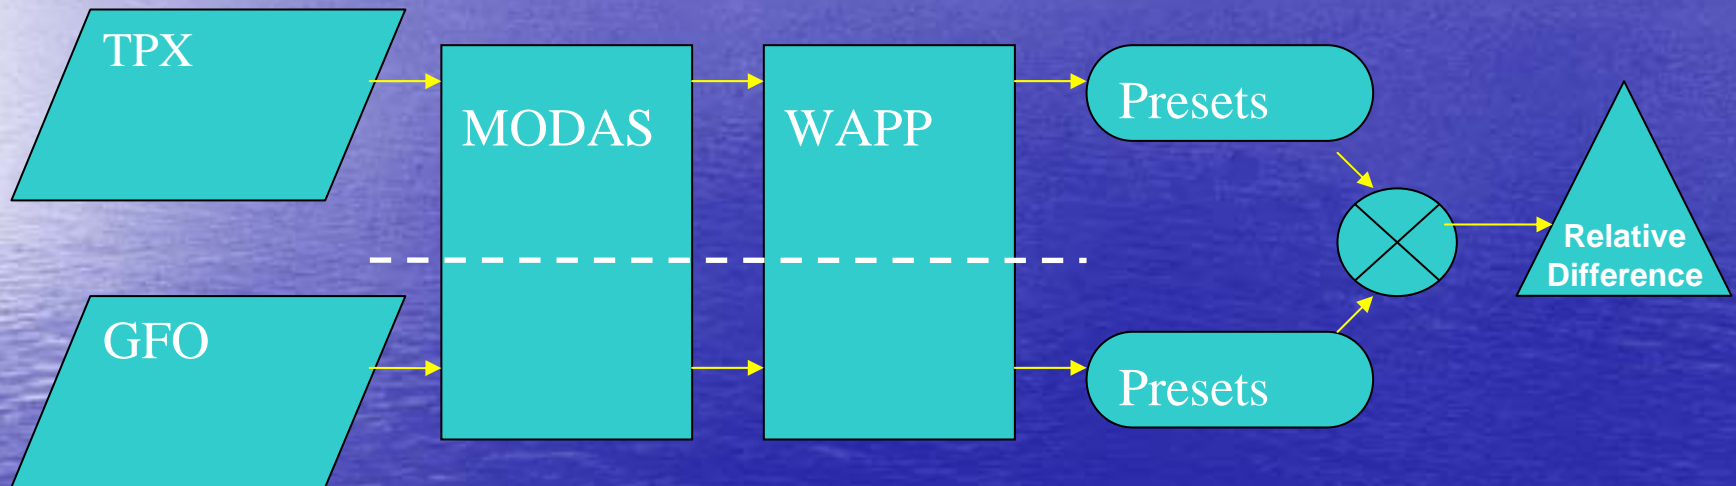 TPX
MODAS
WAPP
Presets
Relative
Difference
GFO
Presets